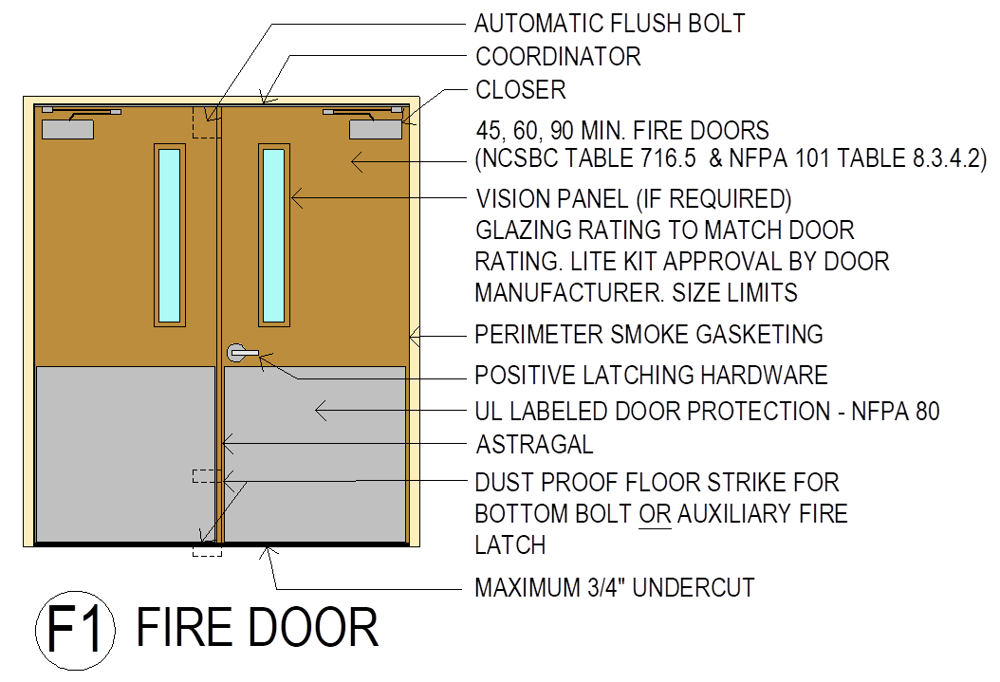 AUTOMATIC FLUSH BOLT
COORDINATOR
CLOSER
45, 60, 90 MIN. FIRE DOORS
(NCSBC TABLE 716.5 & NFPA 101 TABLE 8.3.4.2)
VISION PANEL (IF REQUIRED)
GLAZING RATING TO MATCH DOOR
RATING. LITE KIT APPROVAL BY DOOR
MANUFACTURER. SIZE LIMITS
PERIMETER SMOKE GASKETING
POSITIVE LATCHING HARDWARE
UL LABELED DOOR PROTECTION - NFPA 80
ASTRAGAL
DUST PROOF FLOOR STRIKE FOR
BOTTOM BOLT OR AUXILIARY FIRE
LATCH
MAXIMUM 3/4" UNDERCUT
F1 FIRE DOOR